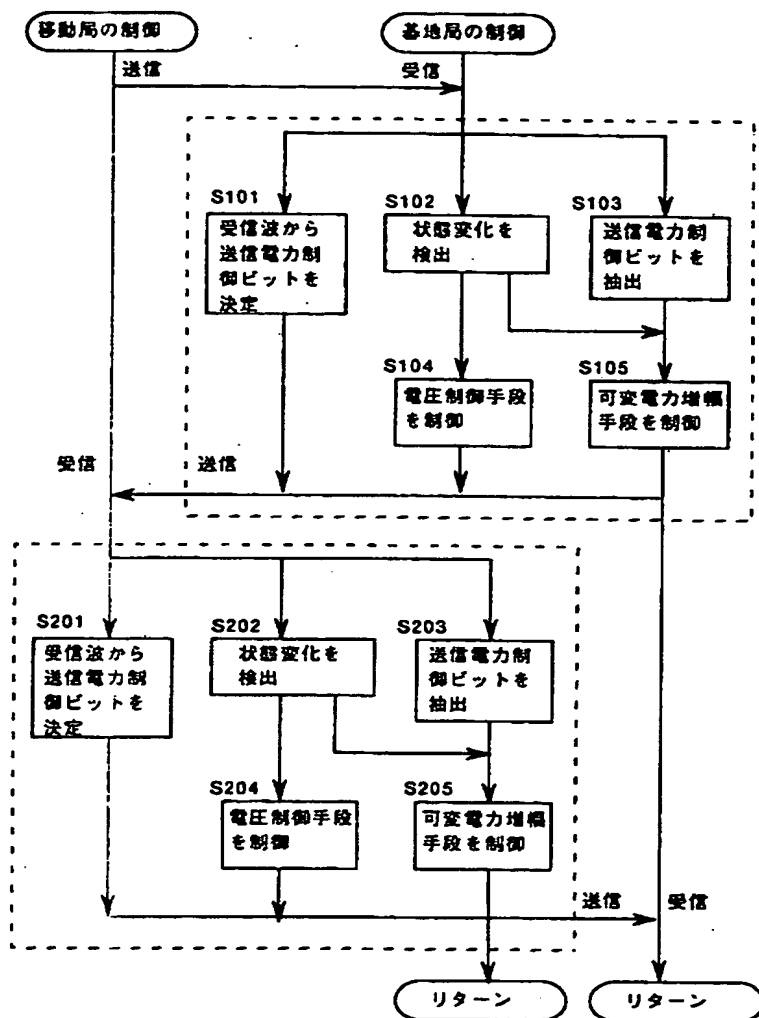 移動局の制御
基地局の制御
送信
受信
S101
S102
S103
受信波から
送信電力制
御ビットを
決定
状態変化を
検出
送信電力制
御ビットを
抽出
S104
S105
電圧制御手段
を制御
可変電力増幅
手段を制御
受信
送信
S201
S202
S203
受信波から
送信電力制
御ビットを
決定
状態変化を
検出
送信電力制
御ビットを
抽出
S204
S205
電圧制御手段
を制御
可変電力増幅
手段を制御
送信
受信
リターン
リターン